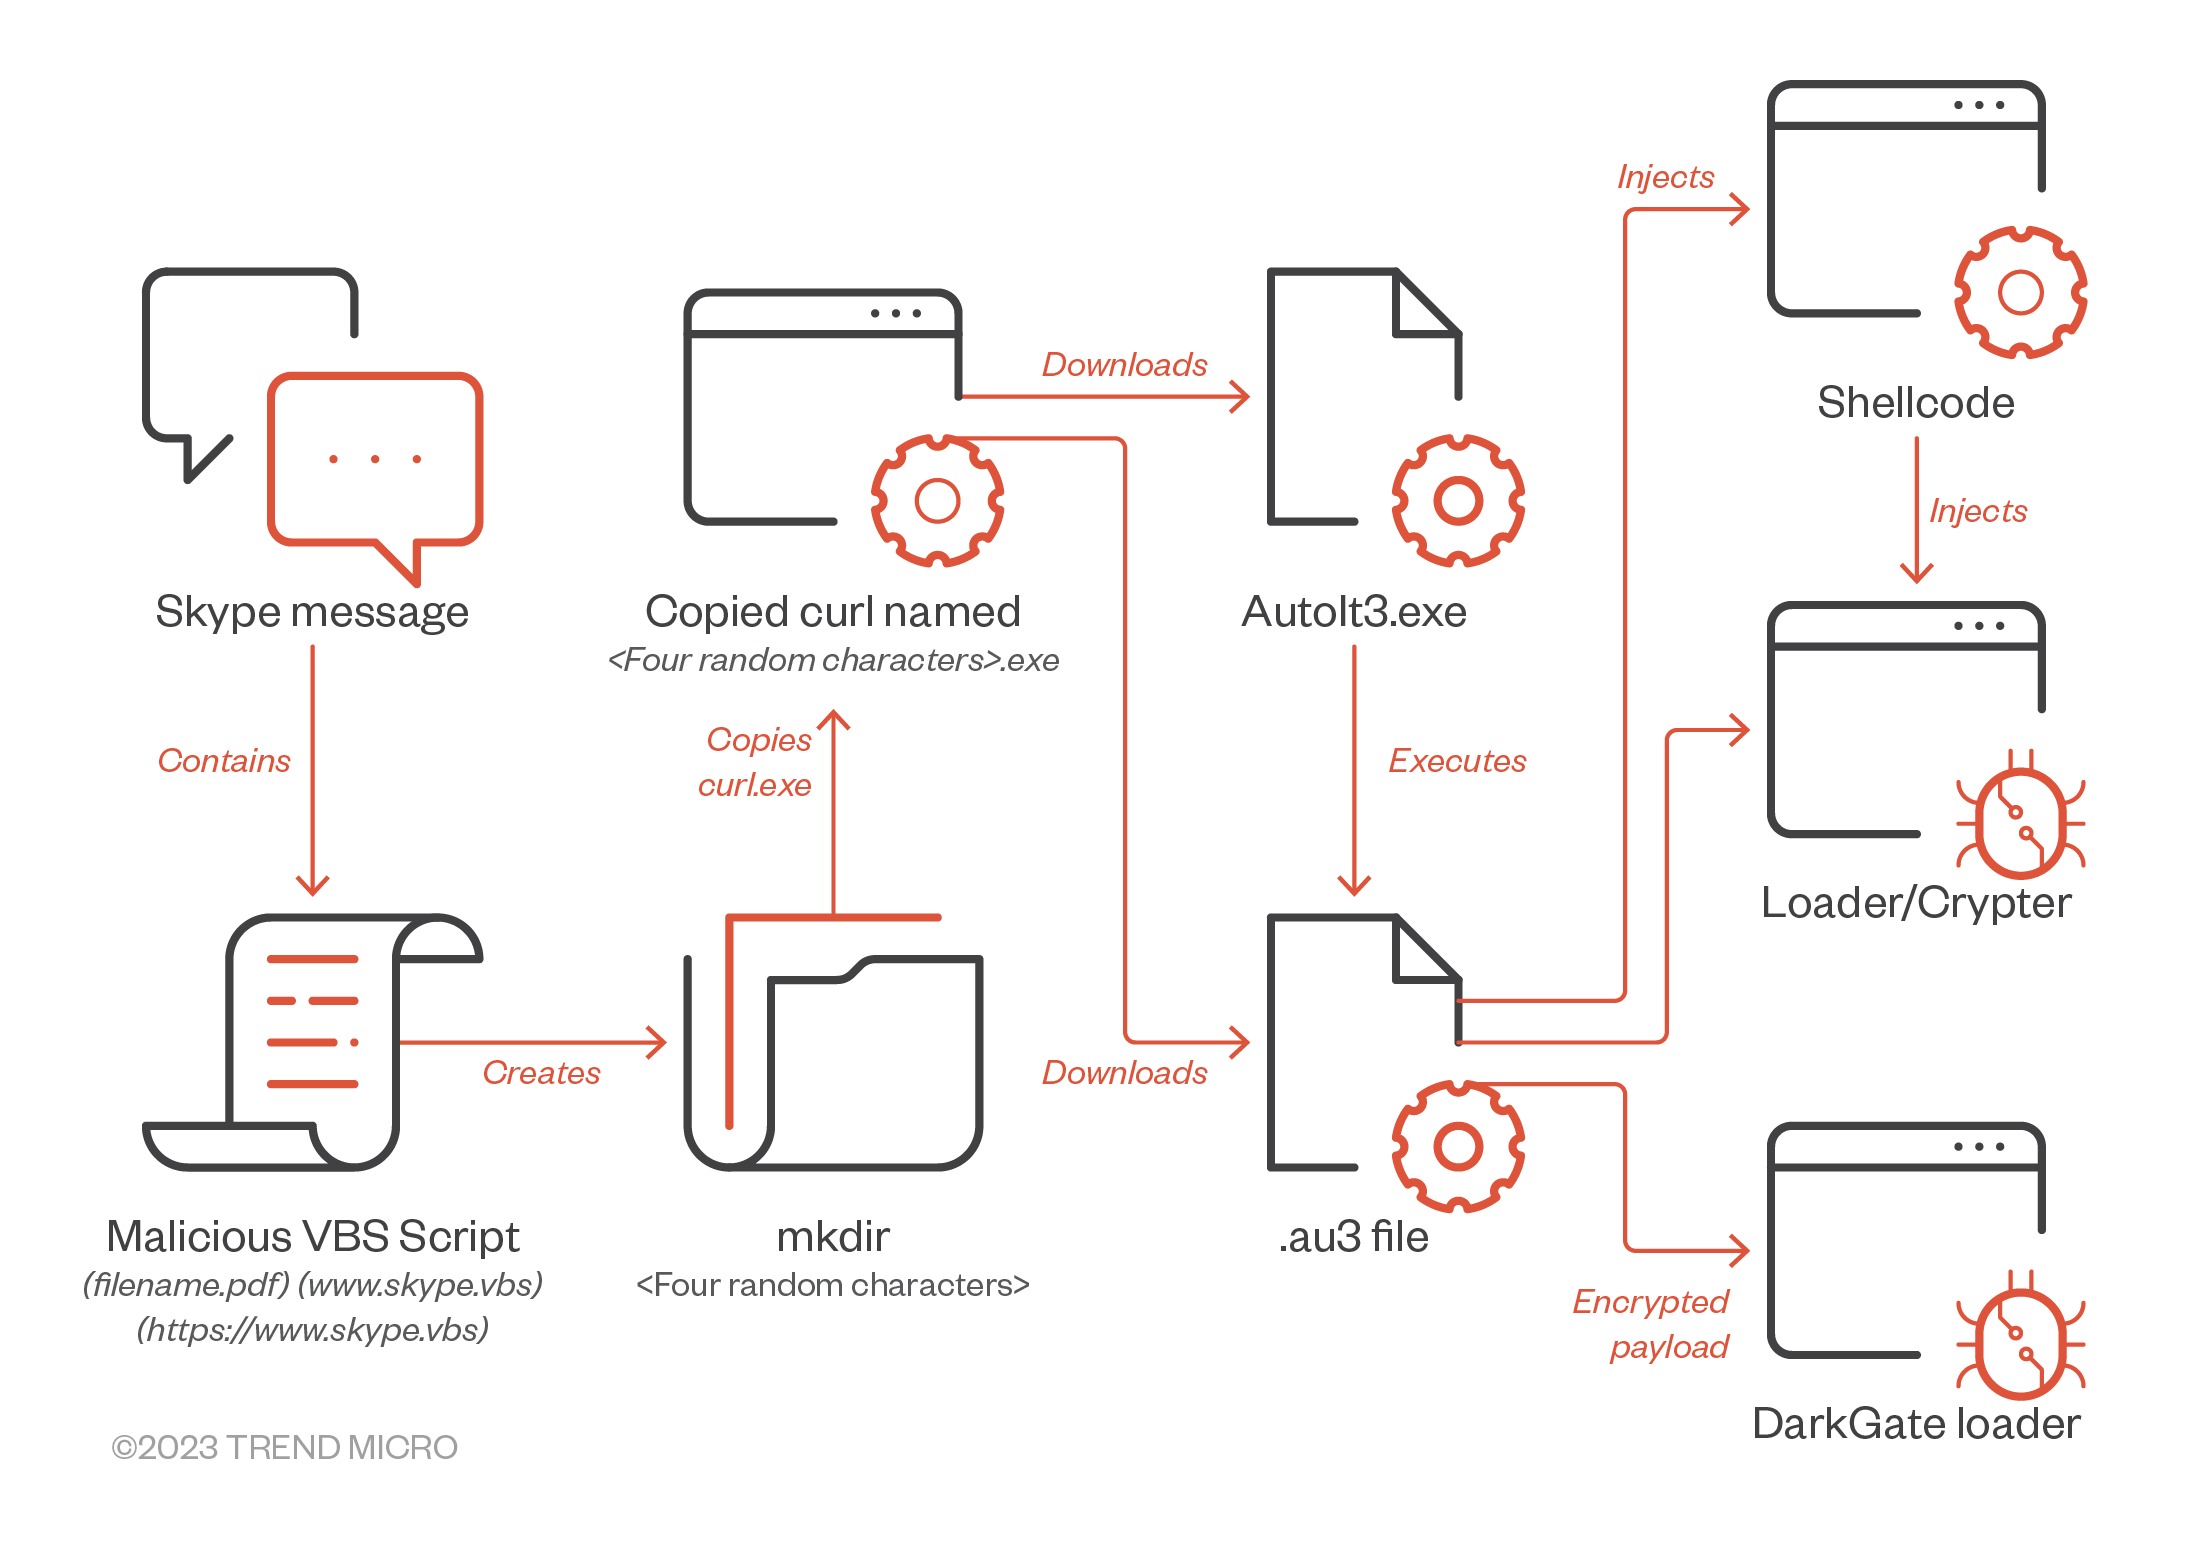 Injects
Downloads
Shellcode
Injects
Skype message
Copied curl named
<Four random characters>.exe
AutoIt3.exe
Contains
Copies
curl.exe
Executes
Loader/Crypter
Creates
Downloads
Malicious VBS Script
(filename.pdf) (www.skype.vbs)
(https://www.skype.vbs)
mkdir
<Four random characters>
.au3 file
Encrypted
payload
DarkGate loader
©2023 TREND MICRO